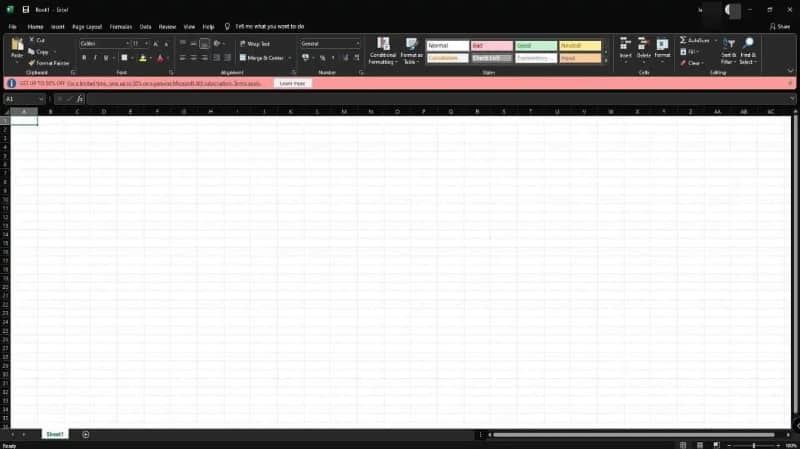 Book1 - Excel
File Home Insert Page Layout Formulas Data Review View Help Tell me what you want to do Share
Paste
Cut
Copy
Format Painter
Calibri 11
B I U
Wrap Text
Merge & Center
General
Conditional Formatting
Format as Table
Normal Bad Good Neutral
Calculation Check Cell Explanatory ... Input
Insert Delete Format
AutoSum
Fill
Clear
Sort & Filter
Find & Select
Clipboard Font Alignment Number Styles Cells Editing
GET UP TO 50% OFF For a limited time, save up to 50% on a genuine Microsoft 365 subscription. Terms apply. Learn more
A1 fx
A B C D E F G H I J K L M N O P Q R S T U V W X Y Z AA AB AC
1
2
3
4
5
6
7
8
9
10
11
12
13
14
15
16
17
18
19
20
21
22
23
24
25
26
27
28
29
30
31
32
33
34
35
Sheet1
Ready 100%